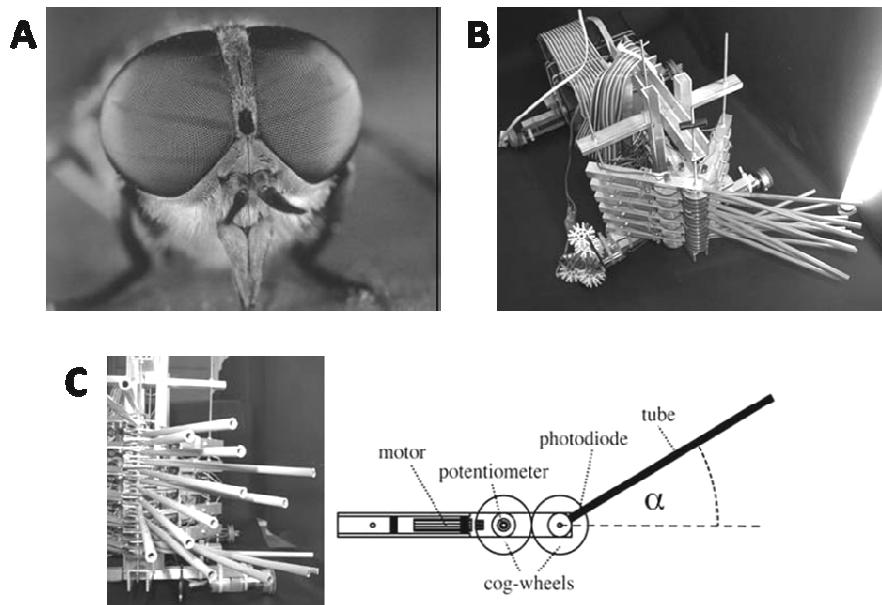 A
B
C
motor
potentiometer
photodiode
tube
α
cog-wheels